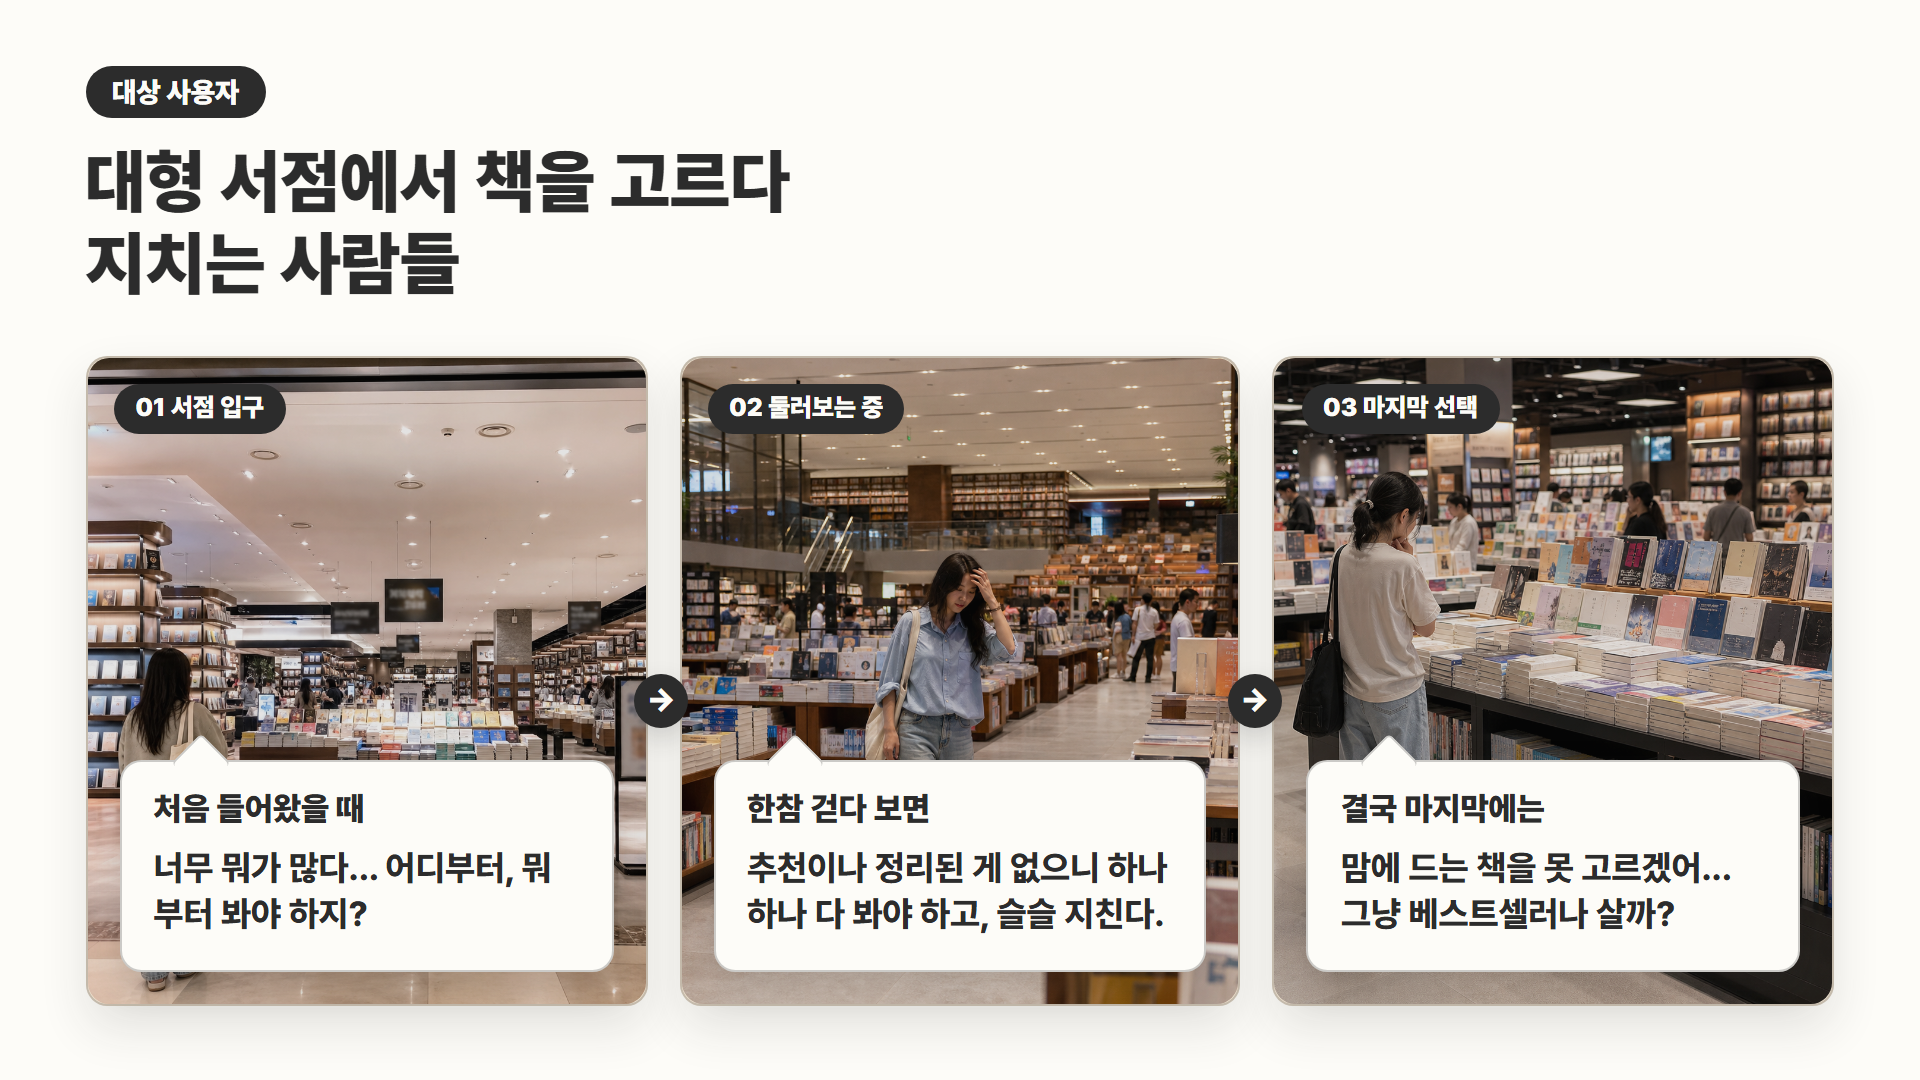 대상 사용자
대형 서점에서 책을 고르다
지치는 사람들
01 서점 입구
처음 들어왔을 때
너무 뭐가 많다... 어디부터, 뭐
부터 봐야 하지?
02 둘러보는 중
한참 걷다 보면
추천이나 정리된 게 없으니 하나
하나 다 봐야 하고, 슬슬 지친다.
03 마지막 선택
결국 마지막에는
맘에 드는 책을 못 고르겠어...
그냥 베스트셀러나 살까?